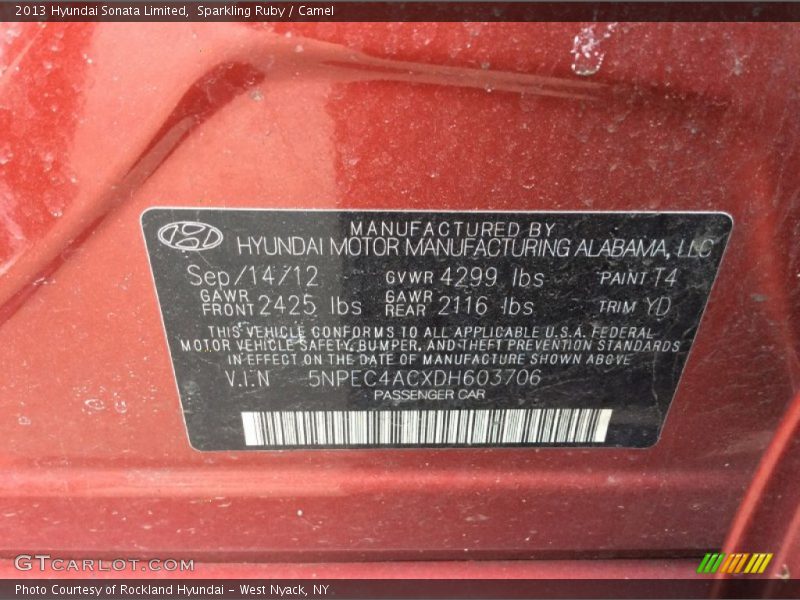 2013 Hyundai Sonata Limited,  Sparkling Ruby / Camel
MANUFACTURED BY
HYUNDAI MOTOR MANUFACTURING ALABAMA, LLC
Sep/14/12 GVWR 4299 lbs PAINT T4
GAWR FRONT 2425 lbs GAWR REAR 2116 lbs TRIM YD
THIS VEHICLE CONFORMS TO ALL APPLICABLE U.S.A. FEDERAL
MOTOR VEHICLE SAFETY, BUMPER, AND THEFT PREVENTION STANDARDS
IN EFFECT ON THE DATE OF MANUFACTURE SHOWN ABOVE
V.I.N 5NPEC4ACXDH603706
PASSENGER CAR
GTCARLOT.COM
Photo Courtesy of Rockland Hyundai - West Nyack, NY